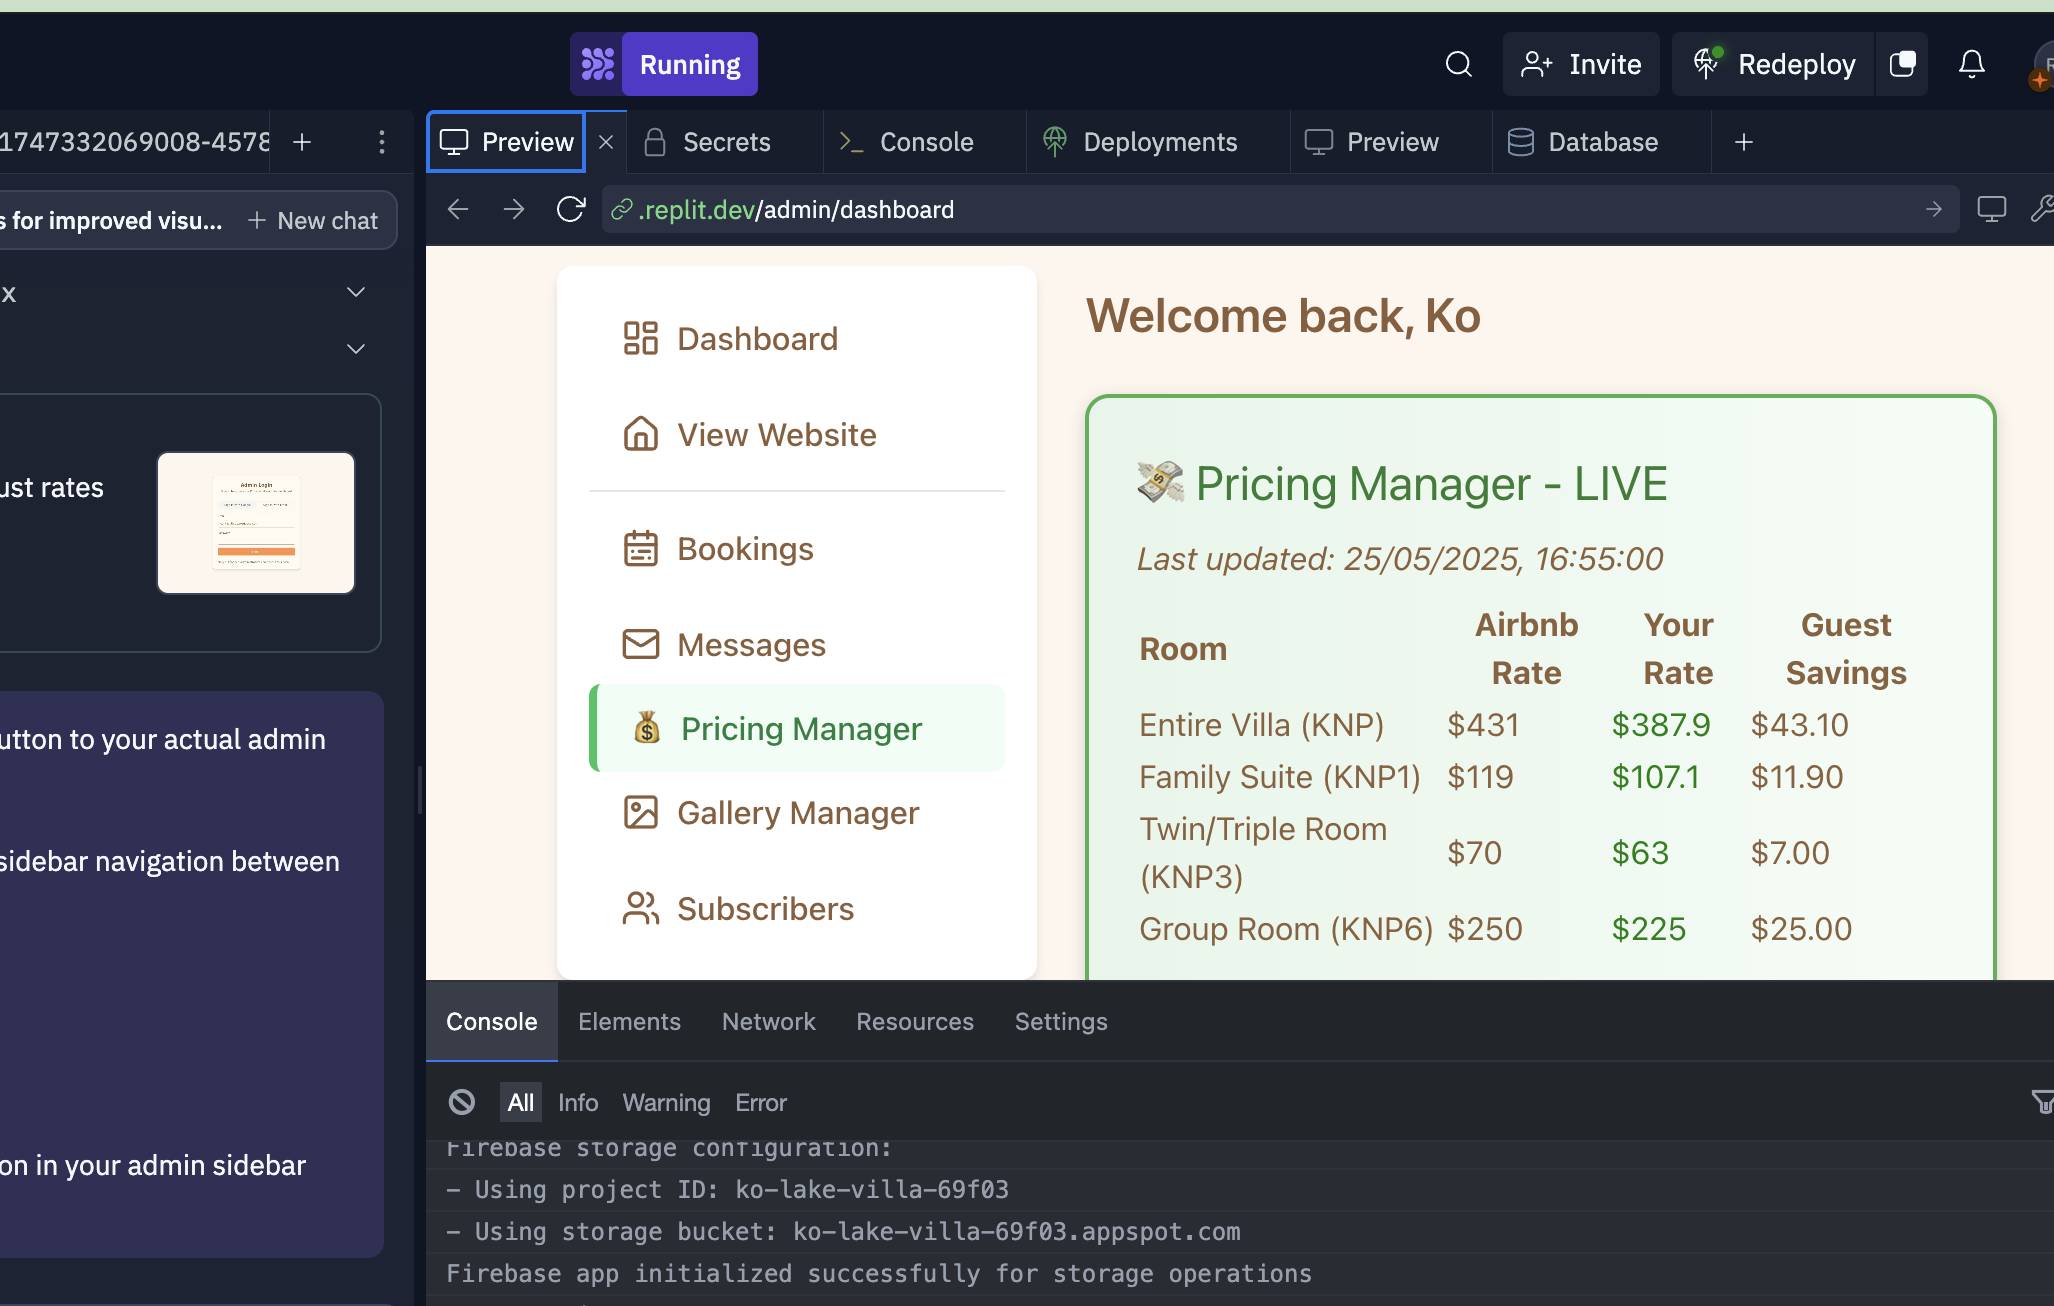 Running
Invite
Redeploy
1747332069008-4578
Preview
Secrets
Console
Deployments
Preview
Database
.replit.dev/admin/dashboard
s for improved visu...
New chat
x
ust rates
Admin Login
utton to your actual admin
sidebar navigation between
on in your admin sidebar
Dashboard
View Website
Bookings
Messages
Pricing Manager
Gallery Manager
Subscribers
Welcome back, Ko
Pricing Manager - LIVE
Last updated: 25/05/2025, 16:55:00
Room Airbnb Rate Your Rate Guest Savings
Entire Villa (KNP) $431 $387.9 $43.10
Family Suite (KNP1) $119 $107.1 $11.90
Twin/Triple Room (KNP3) $70 $63 $7.00
Group Room (KNP6) $250 $225 $25.00
Console Elements Network Resources Settings
All Info Warning Error
Firebase storage configuration:
– Using project ID: ko-lake-villa-69f03
– Using storage bucket: ko-lake-villa-69f03.appspot.com
Firebase app initialized successfully for storage operations